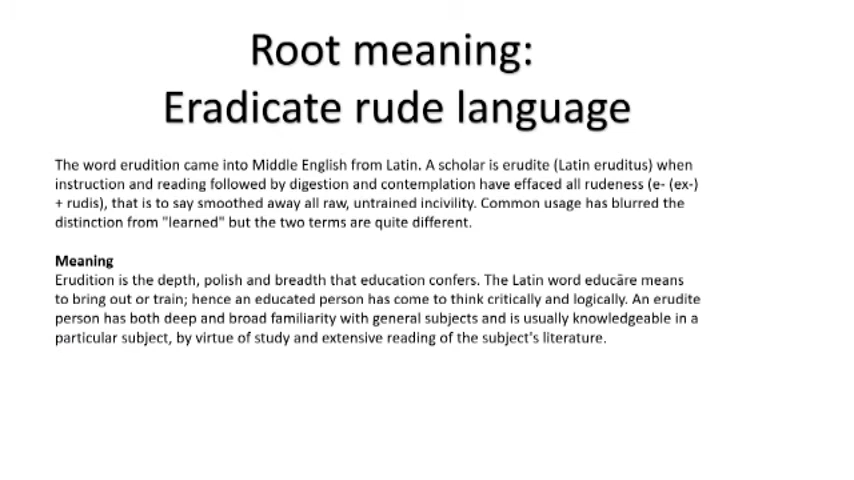 Root meaning:
Eradicate rude language
The word erudition came into Middle English from Latin. A scholar is erudite (Latin eruditus) when
instruction and reading followed by digestion and contemplation have effaced all rudeness (e- (ex-)
+ rudis), that is to say smoothed away all raw, untrained incivility. Common usage has blurred the
distinction from "learned" but the two terms are quite different.
Meaning
Erudition is the depth, polish and breadth that education confers. The Latin word educāre means
to bring out or train; hence an educated person has come to think critically and logically. An erudite
person has both deep and broad familiarity with general subjects and is usually knowledgeable in a
particular subject, by virtue of study and extensive reading of the subject's literature.